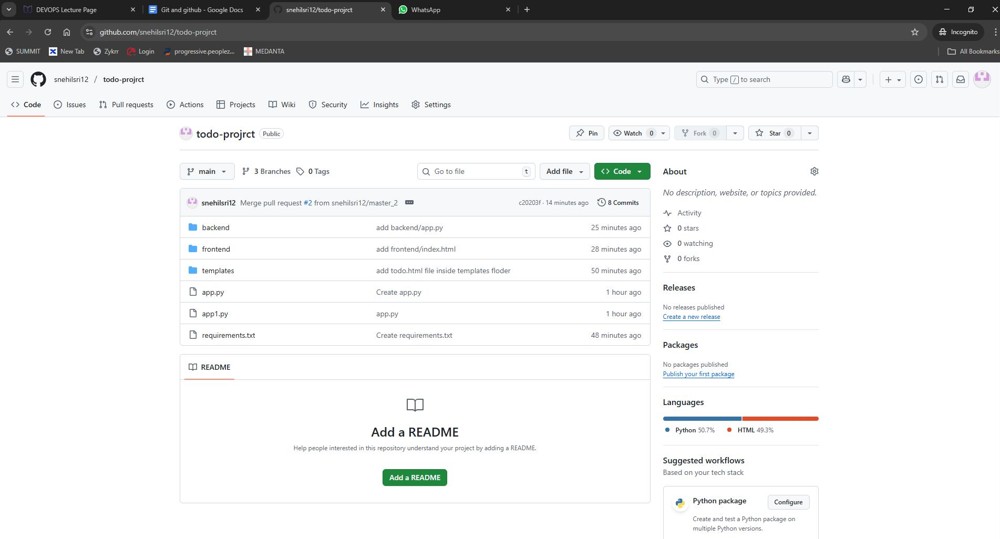 DEVOPS Lecture Page
Git and github - Google Docs
snehilsri12/todo-projrct
WhatsApp
github.com/snehilsri12/todo-projrct
Incognito
SUMMIT
New Tab
Zykrr
Login
progressive.peoplez...
MEDANTA
All Bookmarks
snehilsri12 / todo-projrct
Type / to search
Code
Issues
Pull requests
Actions
Projects
Wiki
Security
Insights
Settings
todo-projrct Public
Pin
Watch 0
Fork 0
Star 0
main
3 Branches
0 Tags
Go to file t
Add file
Code
snehilsri12 Merge pull request #2 from snehilsri12/master_2
c20203f · 14 minutes ago
8 Commits
backend add backend/app.py 25 minutes ago
frontend add frontend/index.html 28 minutes ago
templates add todo.html file inside templates floder 50 minutes ago
app.py Create app.py 1 hour ago
app1.py app.py 1 hour ago
requirements.txt Create requirements.txt 48 minutes ago
README
Add a README
Help people interested in this repository understand your project by adding a README.
Add a README
About
No description, website, or topics provided.
Activity
0 stars
0 watching
0 forks
Releases
No releases published
Create a new release
Packages
No packages published
Publish your first package
Languages
Python 50.7% HTML 49.3%
Suggested workflows
Based on your tech stack
Python package
Configure
Create and test a Python package on
multiple Python versions.